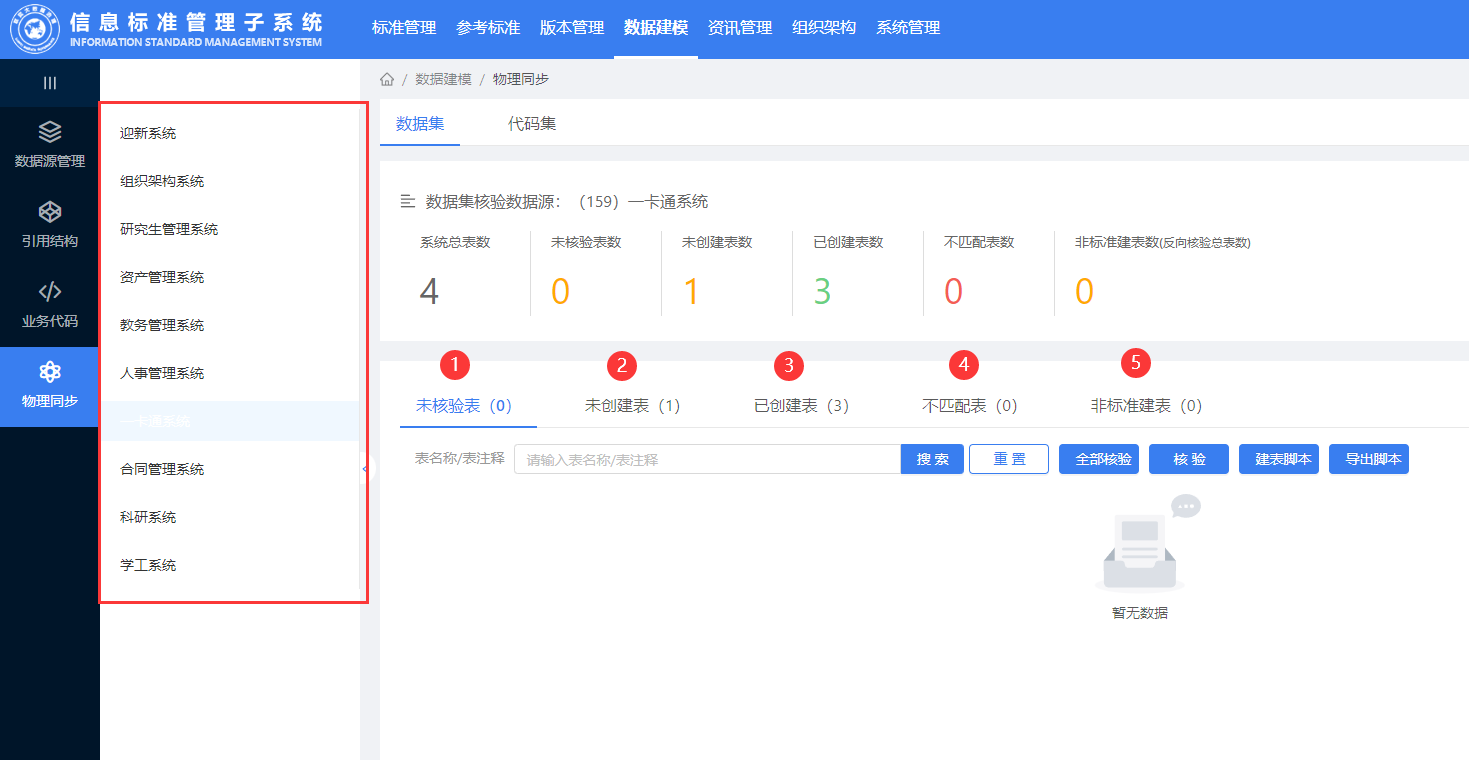 信息标准管理子系统
INFORMATION STANDARD MANAGEMENT SYSTEM
标准管理 参考标准 版本管理 数据建模 资讯管理 组织架构 系统管理
数据源管理
引用结构
业务代码
物理同步
迎新系统
组织架构系统
研究生管理系统
资产管理系统
教务管理系统
人事管理系统
一卡通系统
合同管理系统
科研系统
学工系统
/ 数据建模 / 物理同步
数据集 代码集
数据集核验数据源：（159）一卡通系统
系统总表数 未核验表数 未创建表数 已创建表数 不匹配表数 非标准建表数(反向核验总表数)
4 0 1 3 0 0
1 2 3 4 5
未核验表（0） 未创建表（1） 已创建表（3） 不匹配表（0） 非标准建表（0）
表名称/表注释 请输入表名称/表注释 搜 索 重 置 全部核验 核 验 建表脚本 导出脚本
暂无数据